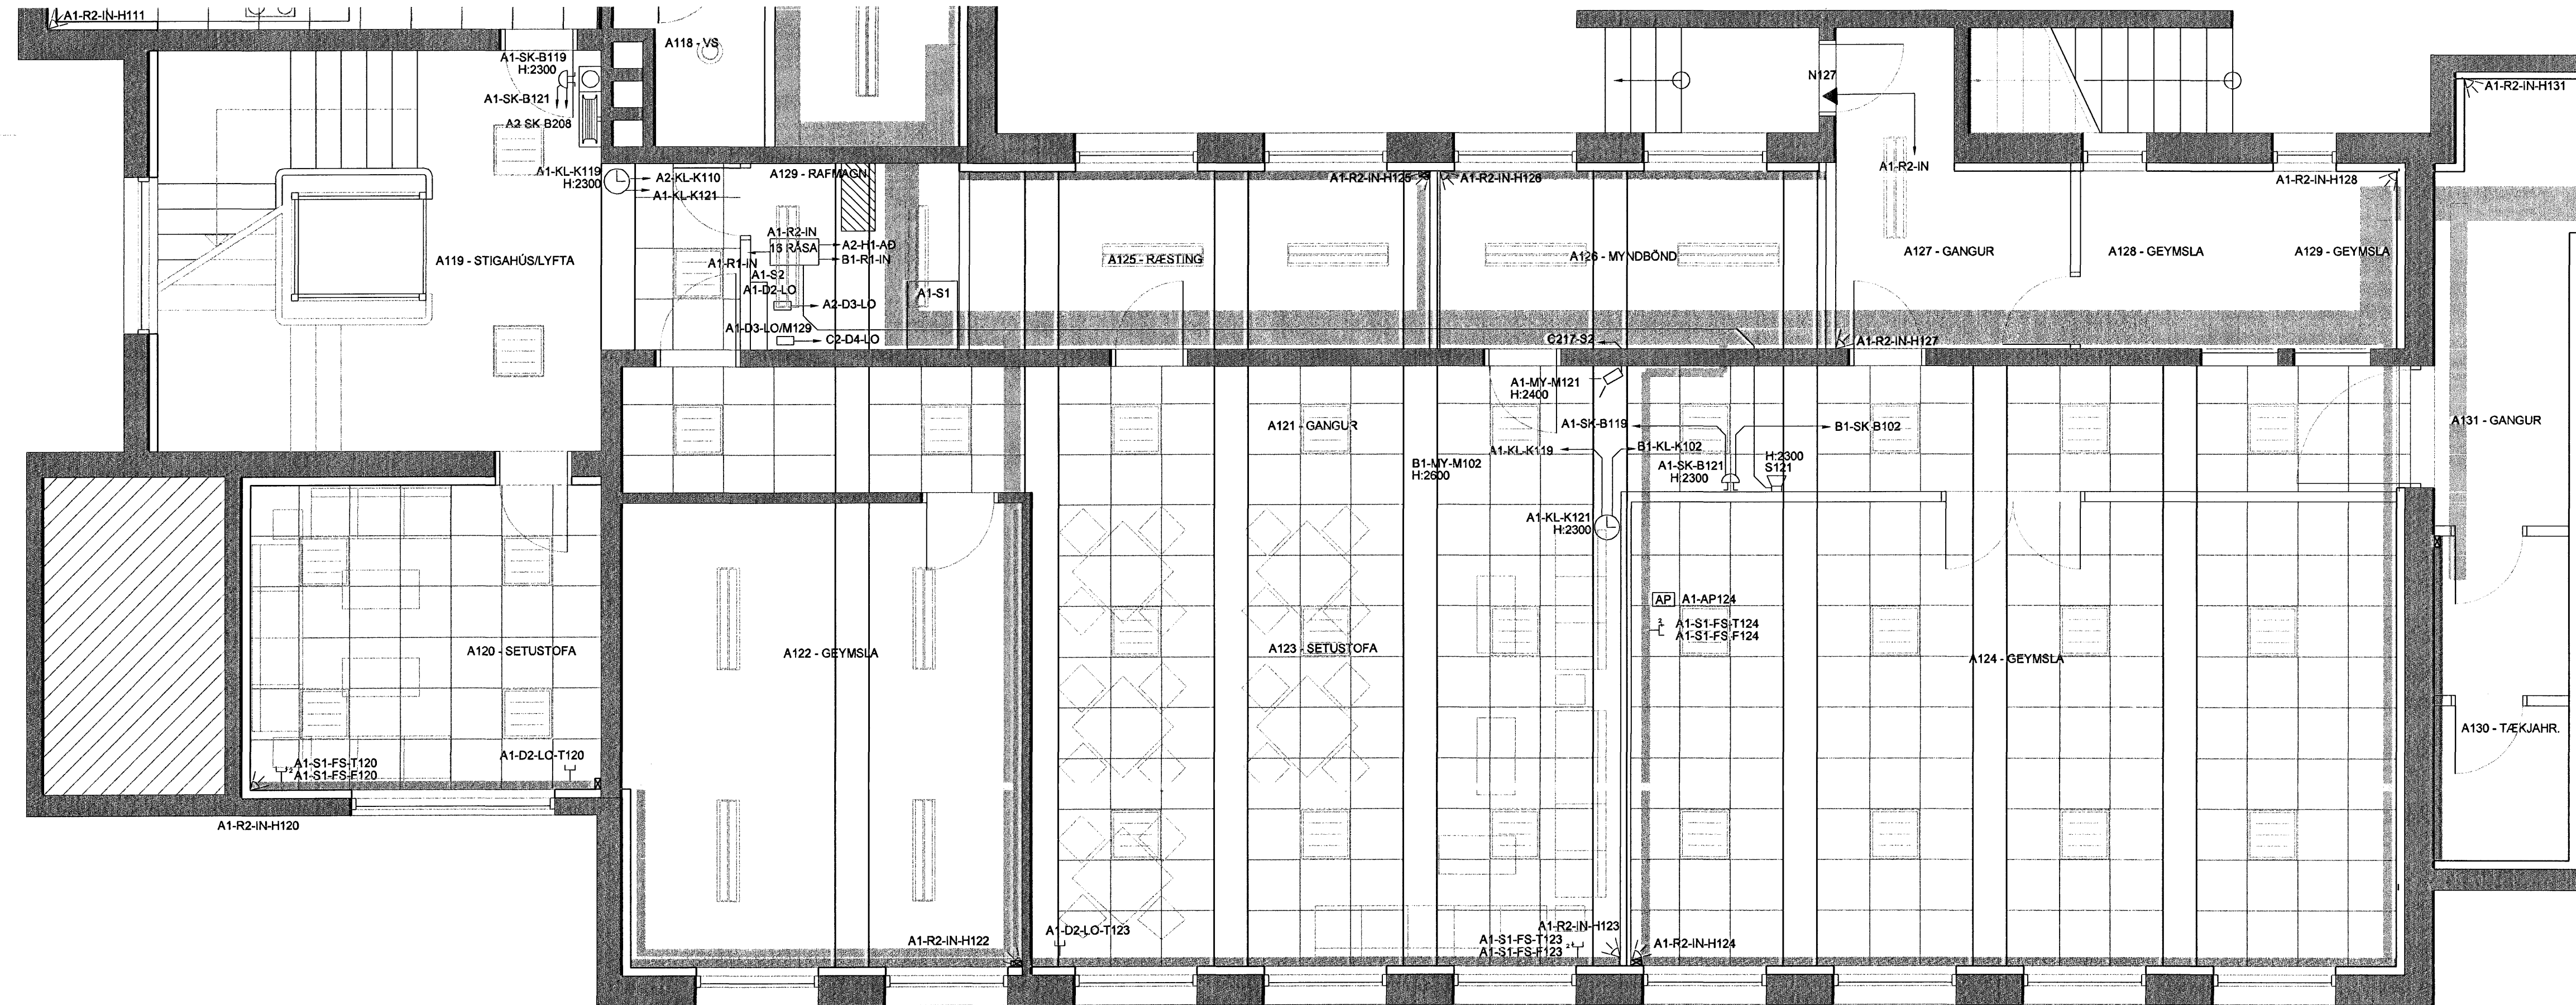 A1-R2-IN-H111
A118 - VS
A1-SK-B119
H:2300
A1-SK-B121
A2 SK B208
N127
A1-R2-IN-H131
A1-KL-K119
H:2300
A2-KL-K110
A1-KL-K121
A129 - RAFMAGN
A1-R2-IN-H125
A1-R2-IN-H126
A1-R2-IN
A1-R2-IN-H128
A119 - STIGAHÚS/LYFTA
A1-R2-IN
16 RÁSA
A2-H1-AÐ
B1-R1-IN
A1-R1-IN
A1-S2
A1-D2-LO
A2-D3-LO
A1-S1
A1-D3-LO/M129
C2-D4-LO
A125 - RÆSTING
A126 - MYNDBÖND
A127 - GANGUR
A128 - GEYMSLA
A129 - GEYMSLA
C217-S2
A1-R2-IN-H127
A1-MY-M121
H:2400
A121 - GANGUR
A1-SK-B119
B1-SK-B102
A131 - GANGUR
A1-KL-K119
B1-KL-K102
B1-MY-M102
H:2600
A1-SK-B121
H:2300
H:2300
S121
A1-KL-K121
H:2300
AP
A1-AP124
2
A1-S1-FS-T124
A1-S1-FS-F124
A120 - SETUSTOFA
A122 - GEYMSLA
A123 - SETUSTOFA
A124 - GEYMSLA
A130 - TÆKJAHR.
A1-D2-LO-T120
A1-S1-FS-T120
2
A1-S1-FS-F120
A1-R2-IN-H120
A1-R2-IN-H122
A1-D2-LO-T123
A1-R2-IN-H123
A1-S1-FS-T123
A1-S1-FS-F123
2
A1-R2-IN-H124